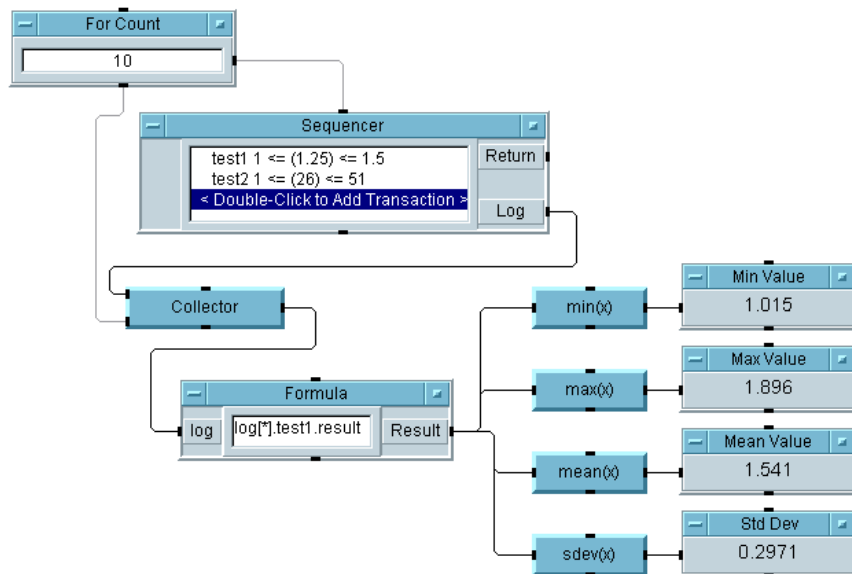 For Count
10
Sequencer
test1 1 <= (1.25) <= 1.5
test2 1 <= (26) <= 51
< Double-Click to Add Transaction >
Return
Log
Collector
Formula
log
log[*].test1.result
Result
min(x)
Min Value
1.015
max(x)
Max Value
1.896
mean(x)
Mean Value
1.541
sdev(x)
Std Dev
0.2971